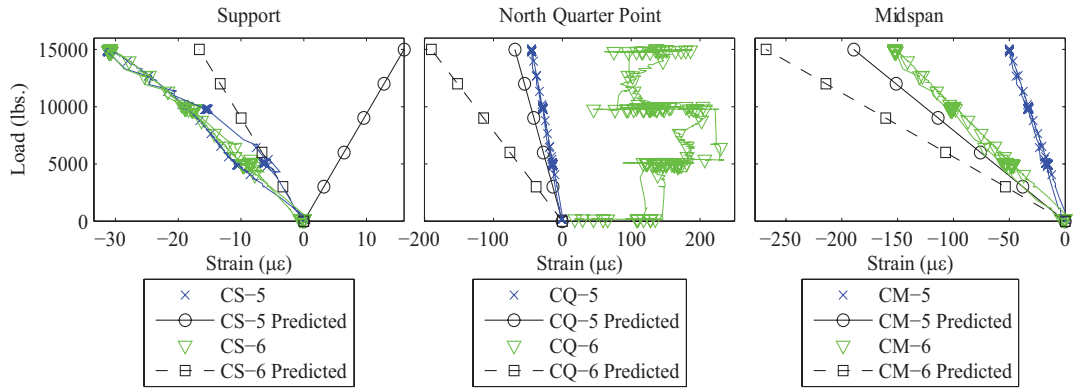 Support
North Quarter Point
Midspan
Load (lbs.)
15000
10000
5000
0
−30 −20 −10 0 10
−200 −100 0 100 200
−250 −200 −150 −100 −50 0
Strain (με)
Strain (με)
Strain (με)
CS−5
CS−5 Predicted
CS−6
CS−6 Predicted
CQ−5
CQ−5 Predicted
CQ−6
CQ−6 Predicted
CM−5
CM−5 Predicted
CM−6
CM−6 Predicted